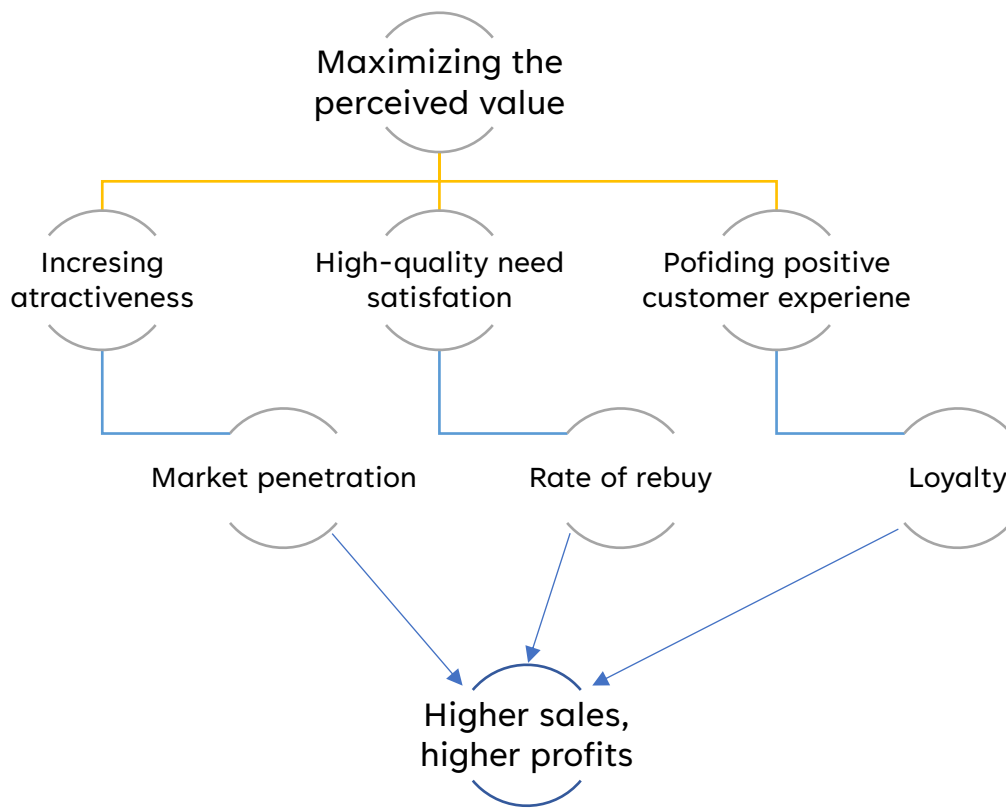 Maximizing the
perceived value
Incresing
atractiveness
High-quality need
satisfation
Pofiding positive
customer experiene
Market penetration
Rate of rebuy
Loyalty
Higher sales,
higher profits